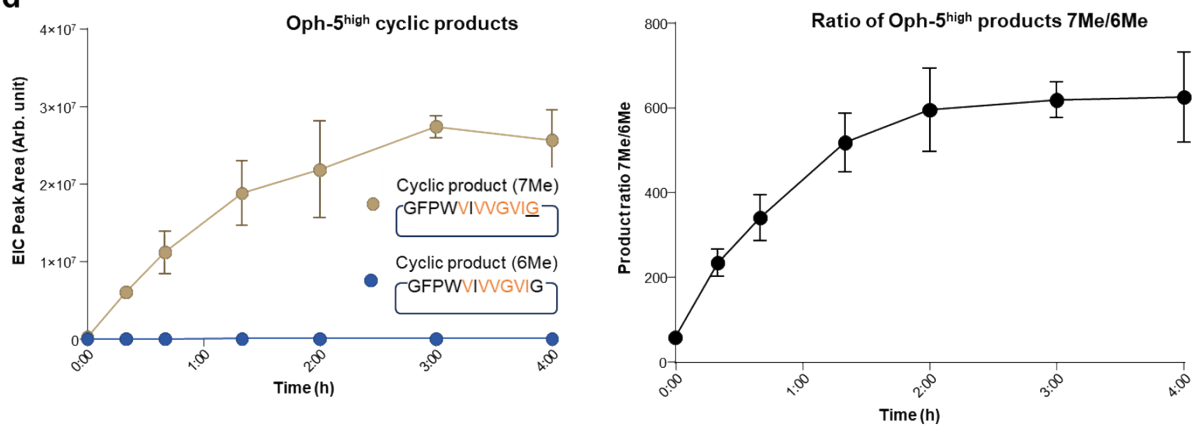 d
Oph-5ʰⁱᵍʰ cyclic products
EIC Peak Area (Arb. unit)
4×10⁷
3×10⁷
2×10⁷
1×10⁷
0
0:00
1:00
2:00
3:00
4:00
Time (h)
Cyclic product (7Me)
GFPWVIVVGVIG
Cyclic product (6Me)
GFPWVIVVGVIG
Ratio of Oph-5ʰⁱᵍʰ products 7Me/6Me
Product ratio 7Me/6Me
800
600
400
200
0
0:00
1:00
2:00
3:00
4:00
Time (h)